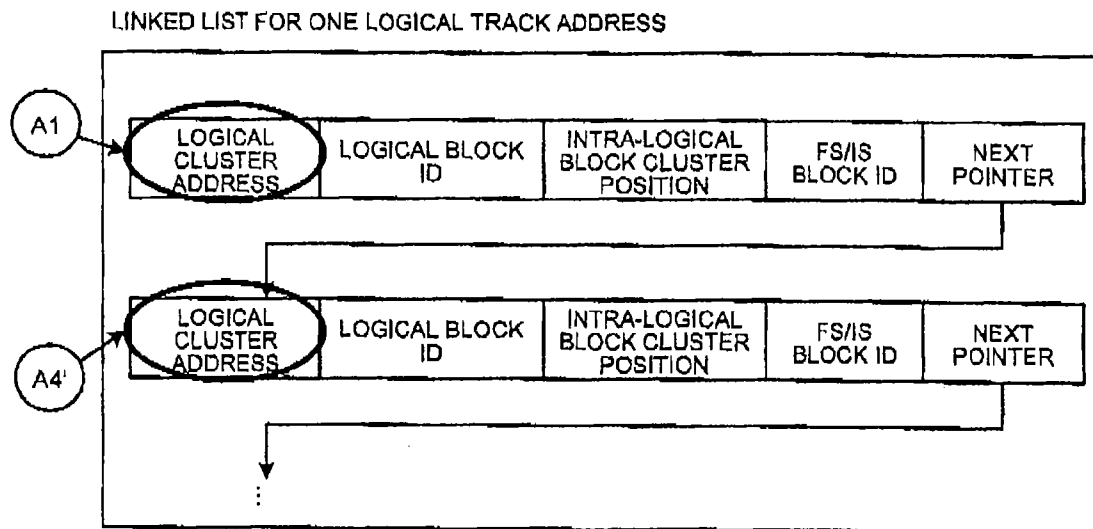 LINKED LIST FOR ONE LOGICAL TRACK ADDRESS
A1
LOGICAL
CLUSTER
ADDRESS
LOGICAL BLOCK
ID
INTRA-LOGICAL
BLOCK CLUSTER
POSITION
FS/IS
BLOCK ID
NEXT
POINTER
A4'
LOGICAL
CLUSTER
ADDRESS
LOGICAL BLOCK
ID
INTRA-LOGICAL
BLOCK CLUSTER
POSITION
FS/IS
BLOCK ID
NEXT
POINTER